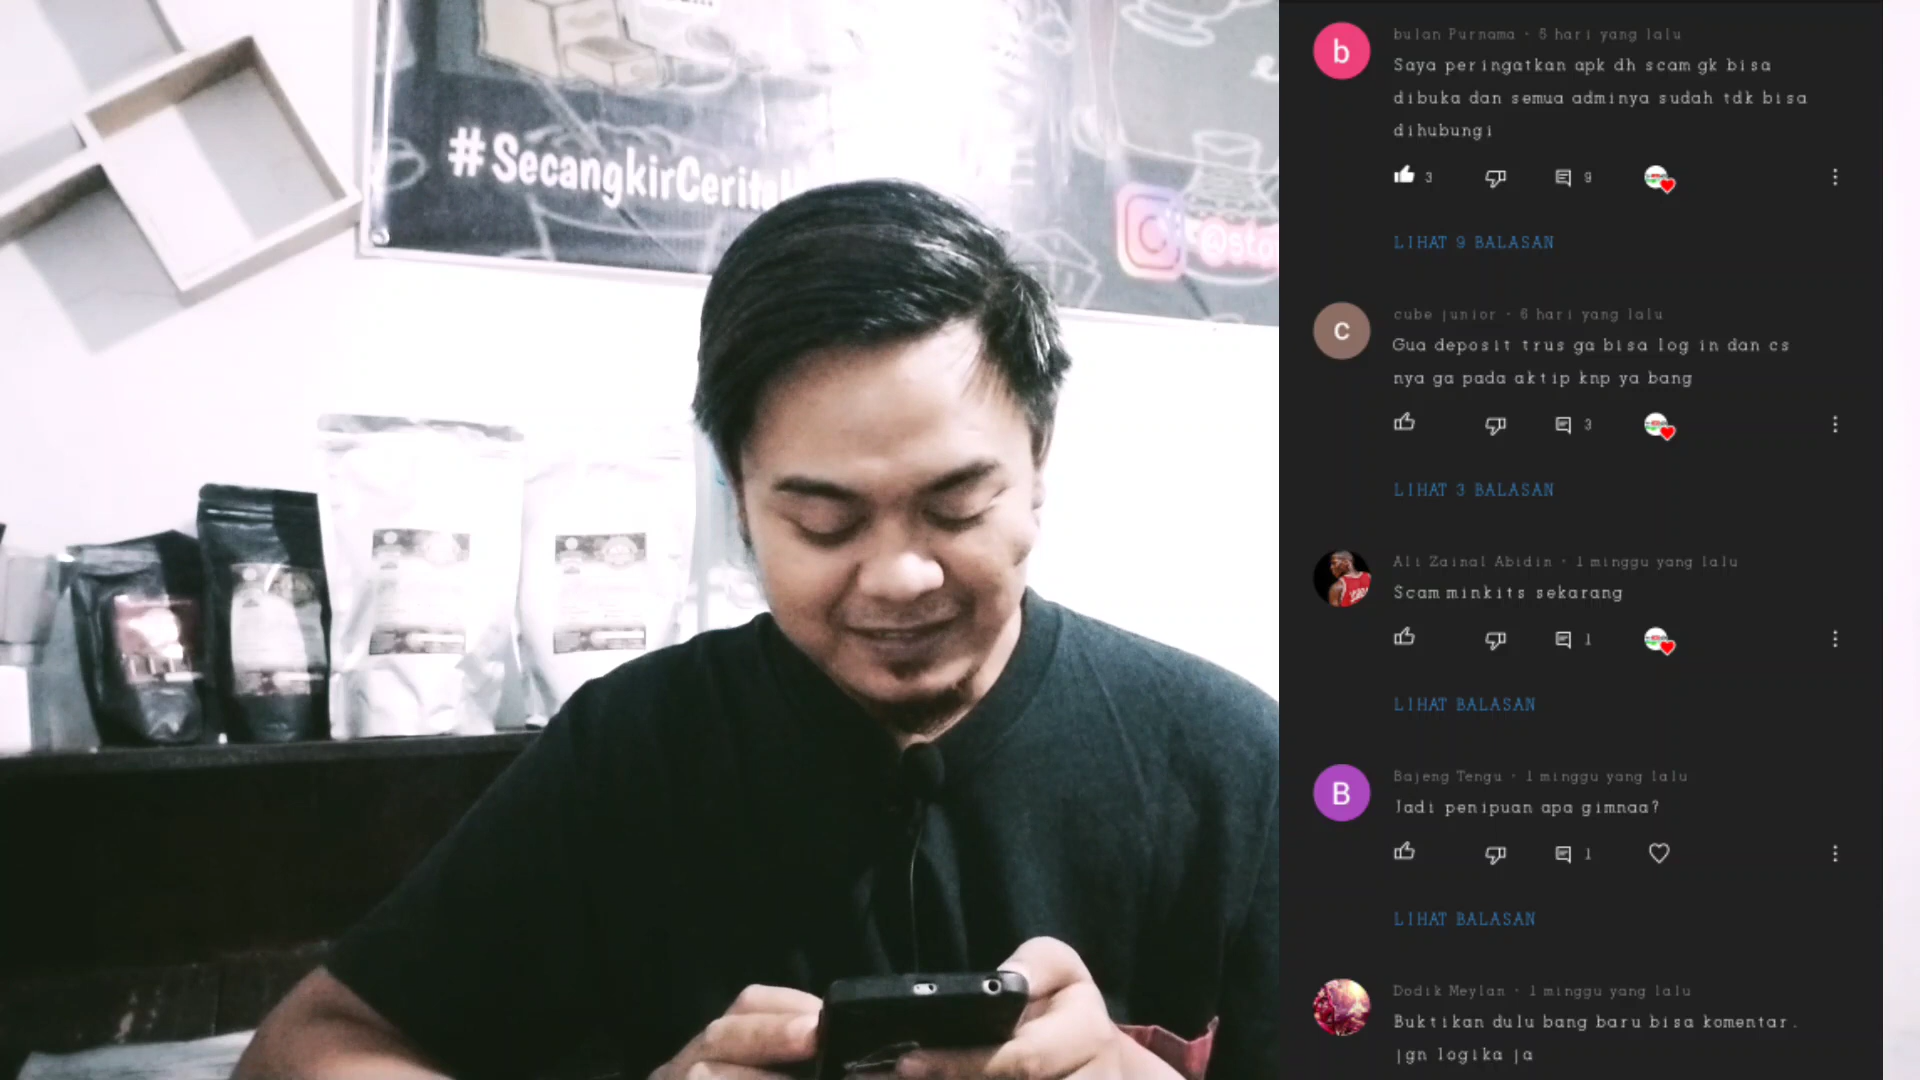 #SecangkirCerita
@sto
b
bulan Purnama · 5 hari yang lalu
Saya peringatkan apk dh scam gk bisa
dibuka dan semua adminya sudah tdk bisa
dihubungi
3
9
LIHAT 9 BALASAN
c
cube junior · 6 hari yang lalu
Gua deposit trus ga bisa log in dan cs
nya ga pada aktip knp ya bang
3
LIHAT 3 BALASAN
Ali Zainal Abidin · 1 minggu yang lalu
Scam minkits sekarang
1
LIHAT BALASAN
B
Bajeng Tengu · 1 minggu yang lalu
Jadi penipuan apa gimnaa?
1
LIHAT BALASAN
Dodik Meylan · 1 minggu yang lalu
Buktikan dulu bang baru bisa komentar.
jgn logika ja